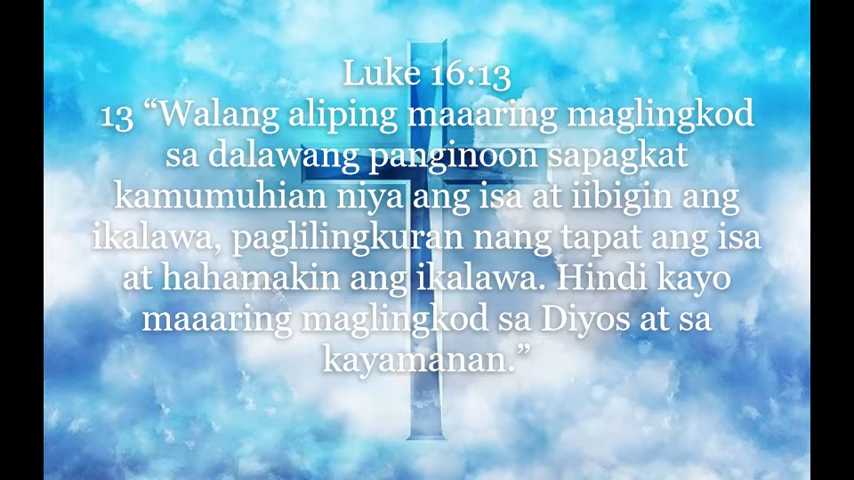 Luke 16:13
13 “Walang aliping maaaring maglingkod
sa dalawang panginoon sapagkat
kamumuhian niya ang isa at iibigin ang
ikalawa, paglilingkuran nang tapat ang isa
at hahamakin ang ikalawa. Hindi kayo
maaaring maglingkod sa Diyos at sa
kayamanan.”